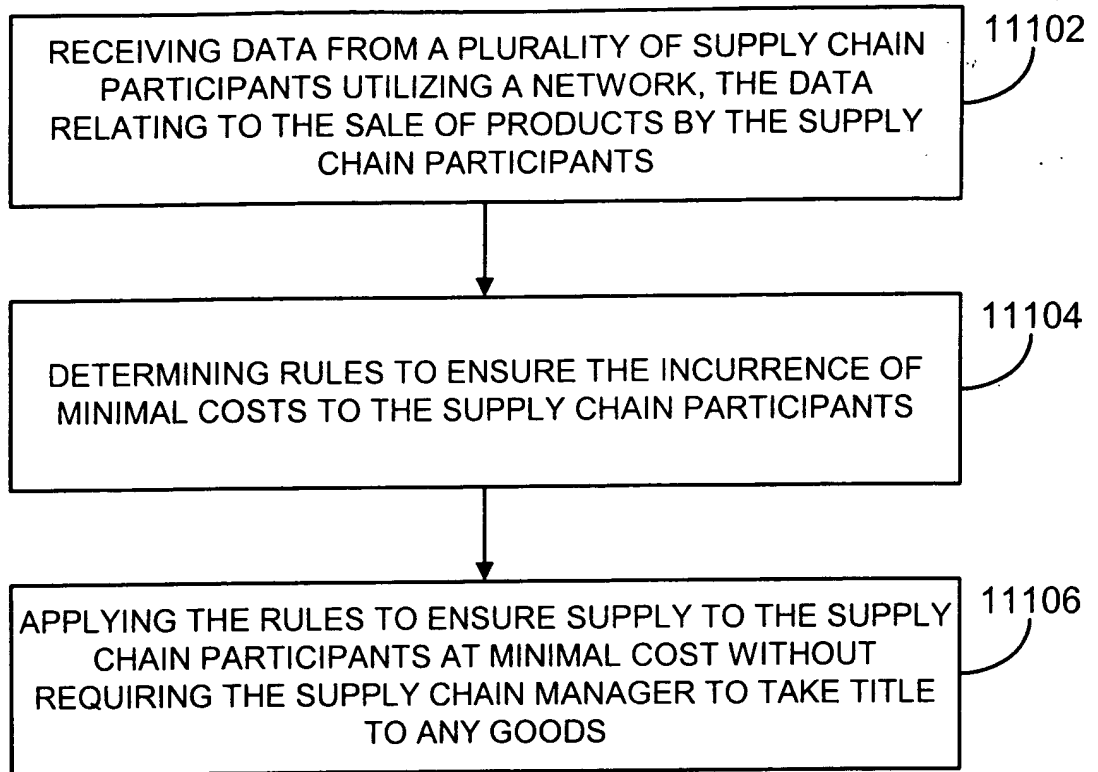 RECEIVING DATA FROM A PLURALITY OF SUPPLY CHAIN
PARTICIPANTS UTILIZING A NETWORK, THE DATA
RELATING TO THE SALE OF PRODUCTS BY THE SUPPLY
CHAIN PARTICIPANTS
11102
DETERMINING RULES TO ENSURE THE INCURRENCE OF
MINIMAL COSTS TO THE SUPPLY CHAIN PARTICIPANTS
11104
APPLYING THE RULES TO ENSURE SUPPLY TO THE SUPPLY
CHAIN PARTICIPANTS AT MINIMAL COST WITHOUT
REQUIRING THE SUPPLY CHAIN MANAGER TO TAKE TITLE
TO ANY GOODS
11106